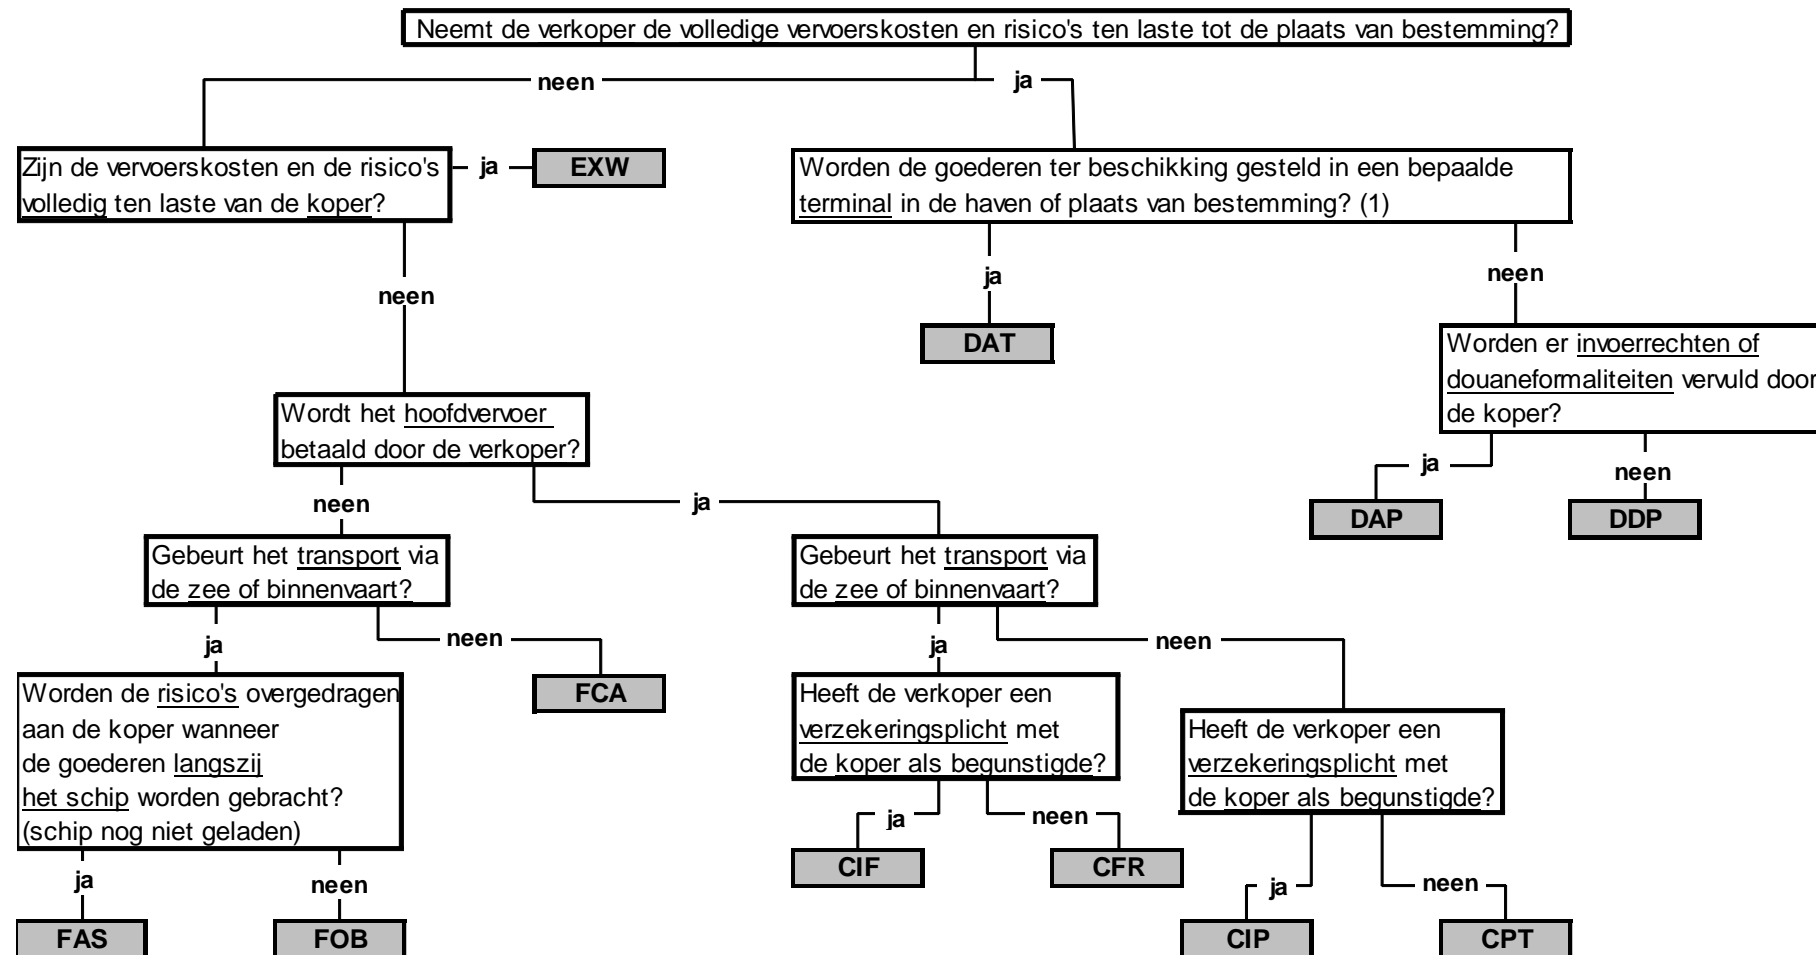 Neemt de verkoper de volledige vervoerskosten en risico's ten laste tot de plaats van bestemming?
neen
ja
Zijn de vervoerskosten en de risico's
volledig ten laste van de koper?
ja
EXW
Worden de goederen ter beschikking gesteld in een bepaalde
terminal in de haven of plaats van bestemming? (1)
neen
ja
neen
DAT
Worden er invoerrechten of
douaneformaliteiten vervuld door
de koper?
Wordt het hoofdvervoer
betaald door de verkoper?
ja
neen
neen
ja
DAP
DDP
Gebeurt het transport via
de zee of binnenvaart?
Gebeurt het transport via
de zee of binnenvaart?
ja
neen
ja
neen
Worden de risico's overgedragen
aan de koper wanneer
de goederen langszij
het schip worden gebracht?
(schip nog niet geladen)
FCA
Heeft de verkoper een
verzekeringsplicht met
de koper als begunstigde?
Heeft de verkoper een
verzekeringsplicht met
de koper als begunstigde?
ja
neen
CIF
CFR
ja
neen
ja
neen
FAS
FOB
CIP
CPT